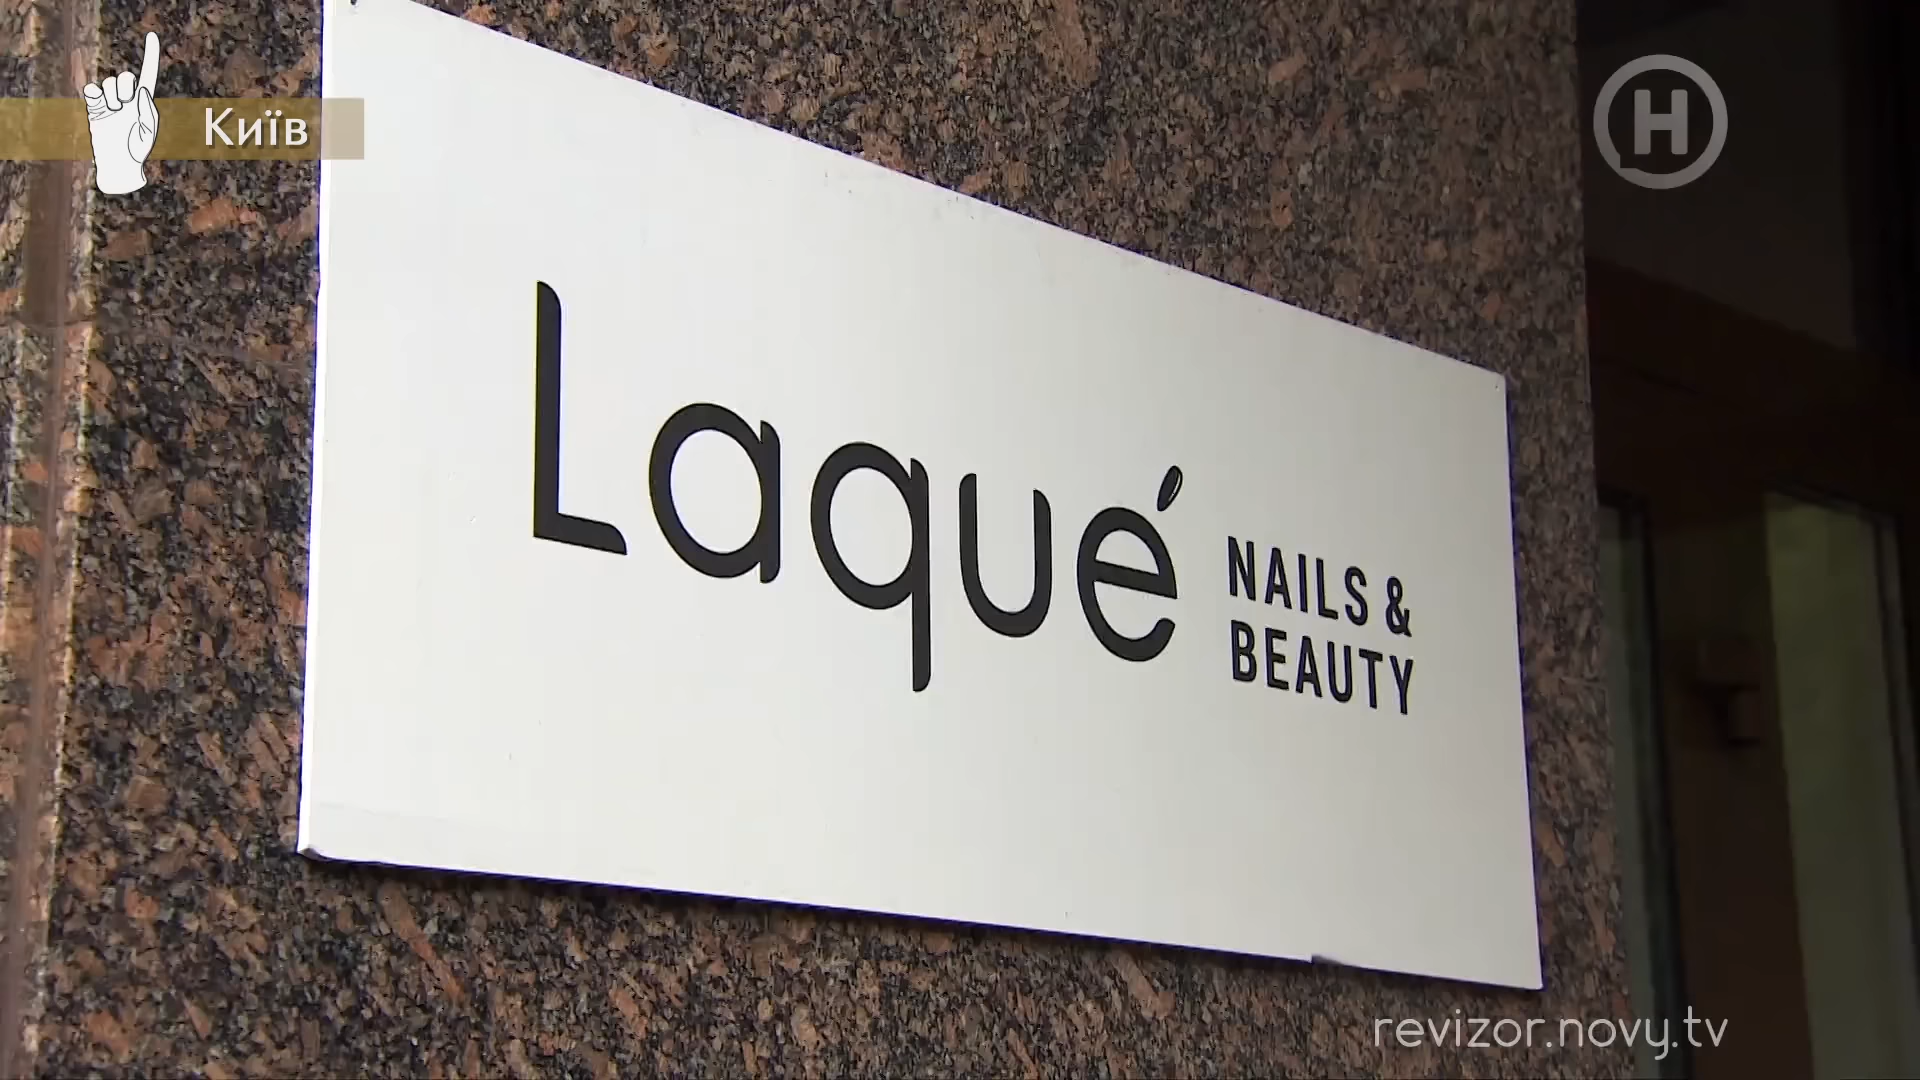 Київ
H
Laqué
NAILS &
BEAUTY
revizor.novy.tv